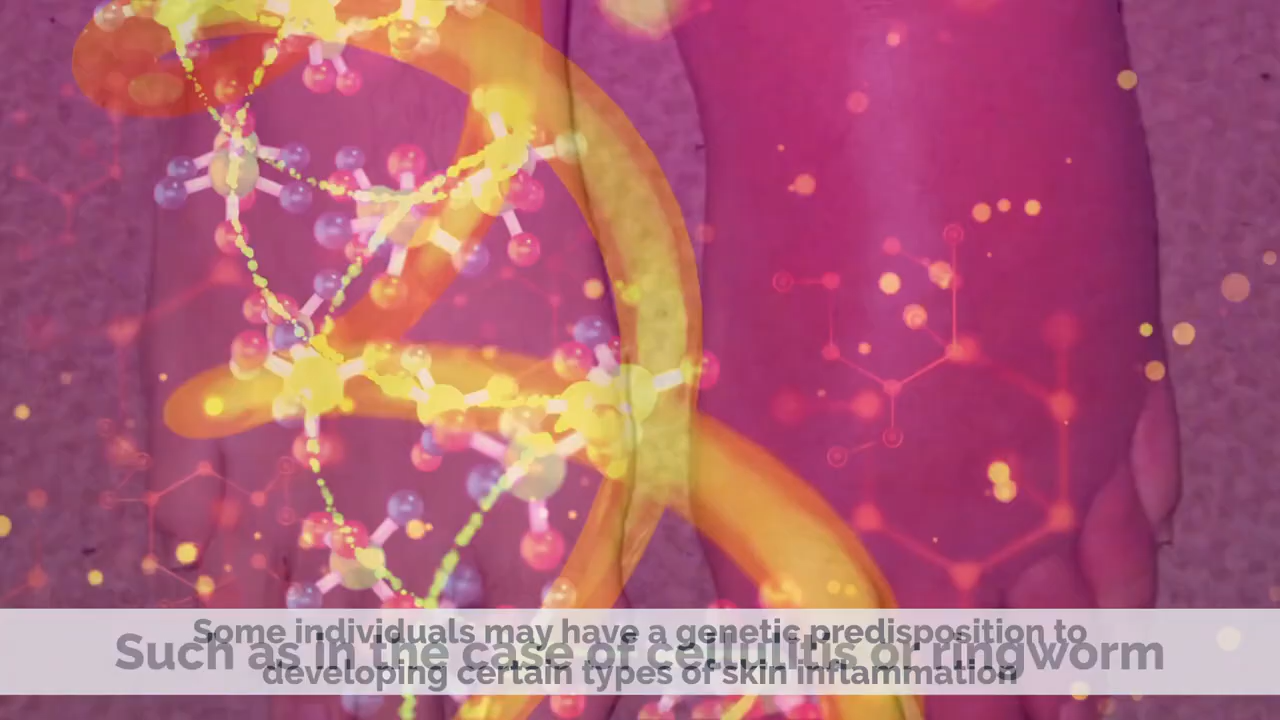 Some individuals may have a genetic predisposition to
Such as in the case of cellulitis or ringworm
developing certain types of skin inflammation